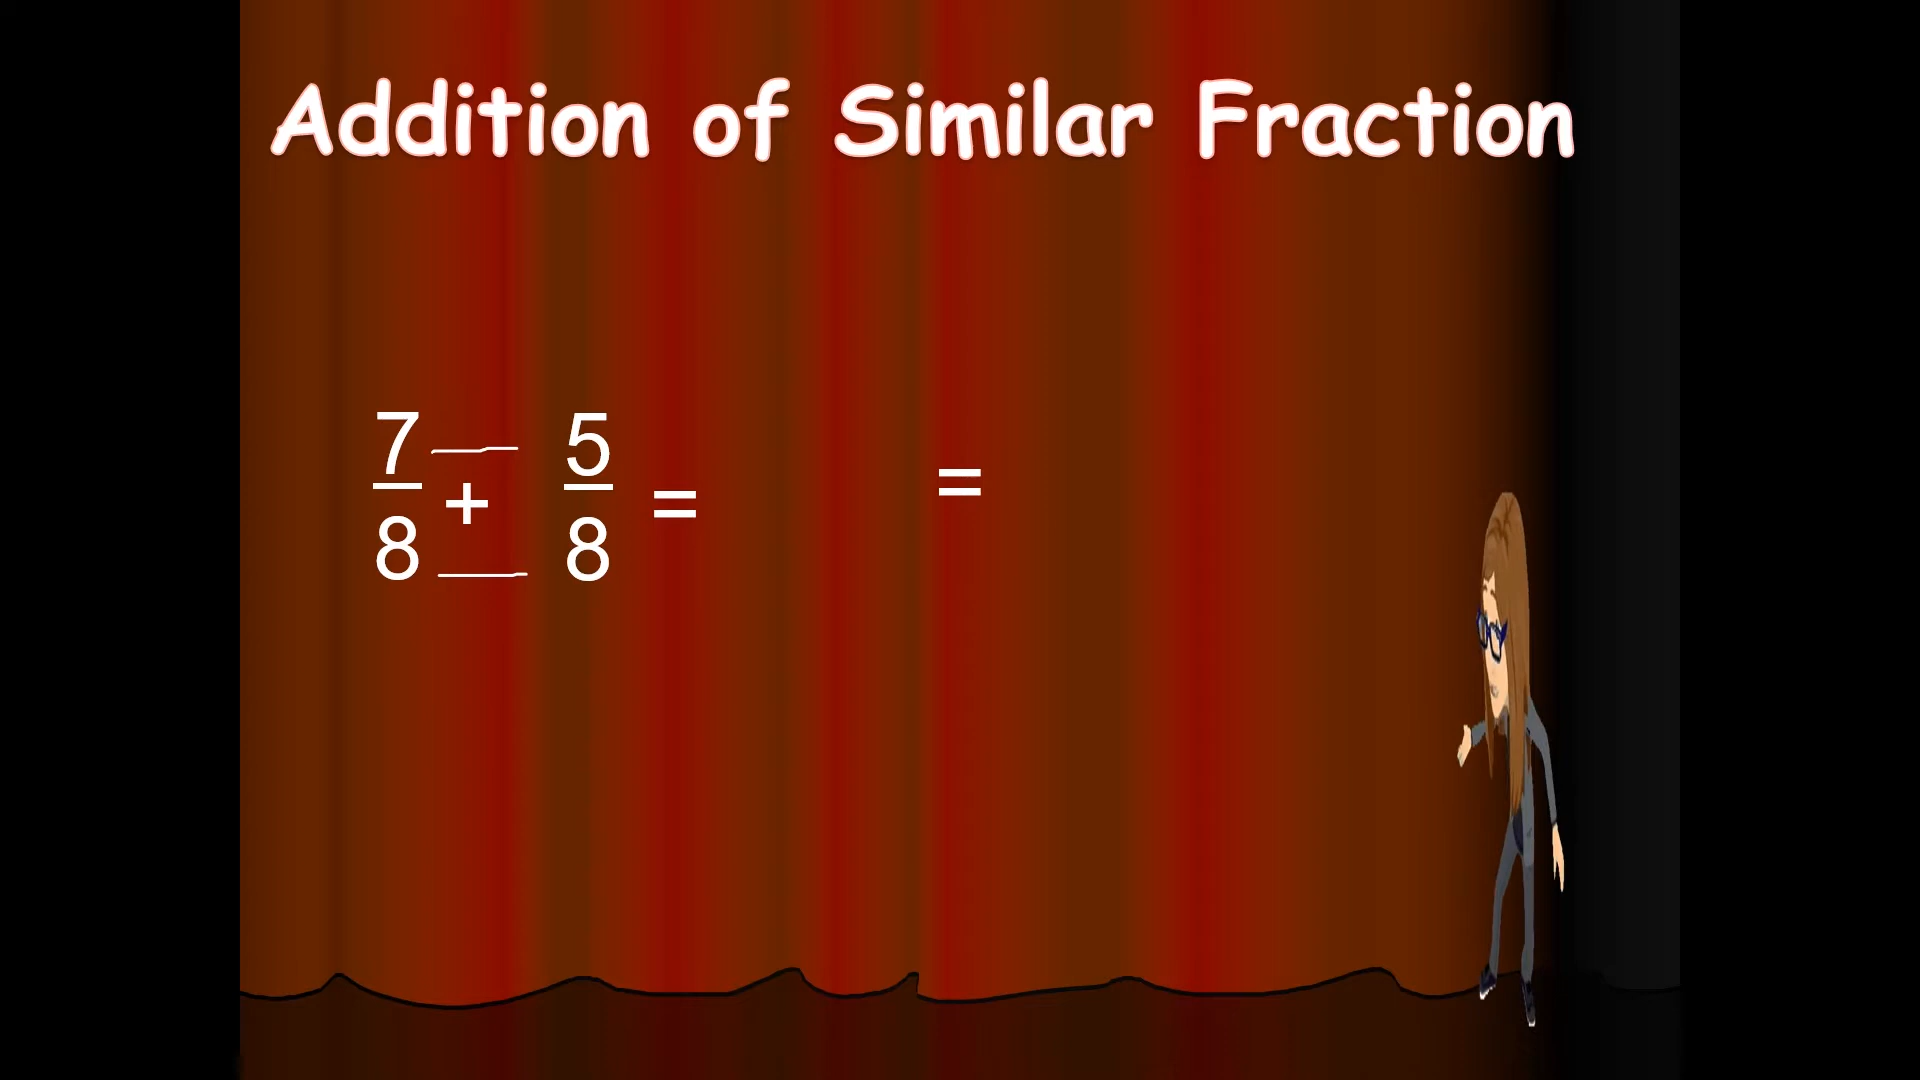 Addition of Similar Fraction
7/8 + 5/8 = =